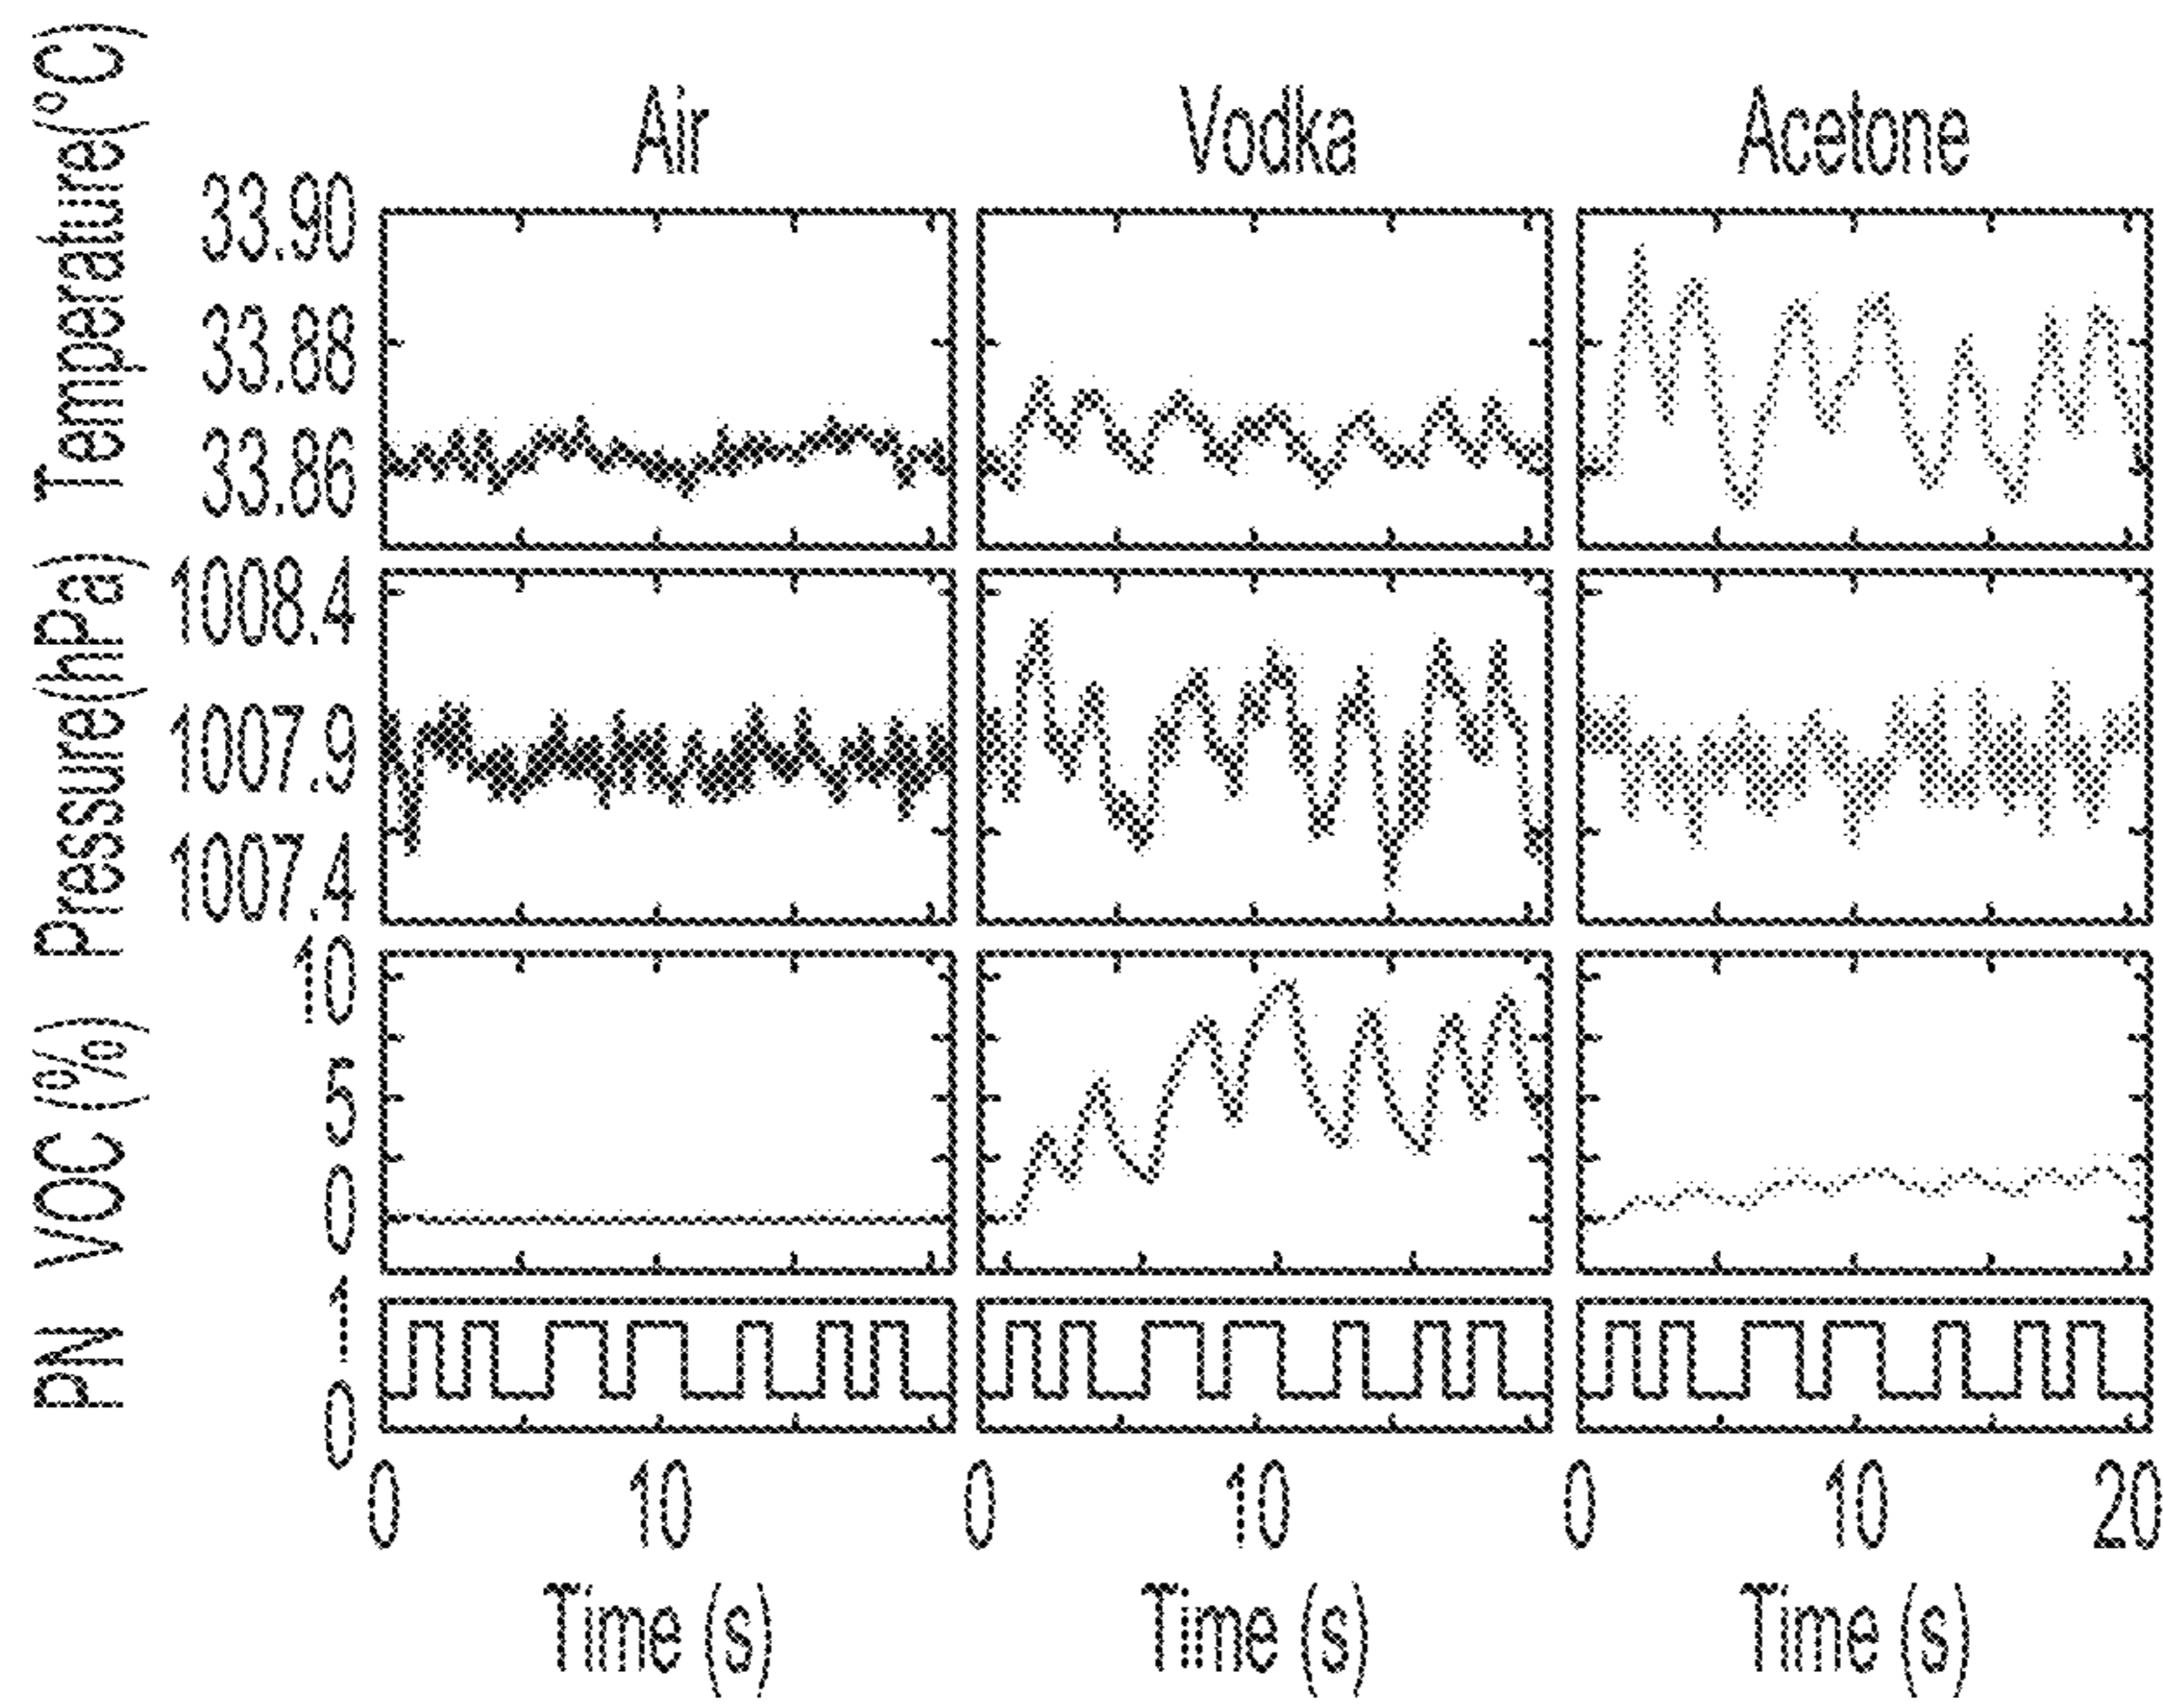 Air Vodka Acetone
Temperature(°C)
33.90
33.88
33.86
Pressure(hPa)
1008.4
1007.9
1007.4
VOC (%)
10
5
0
PN
1
0
0 10 0 10 0 10 20
Time (s) Time (s) Time (s)